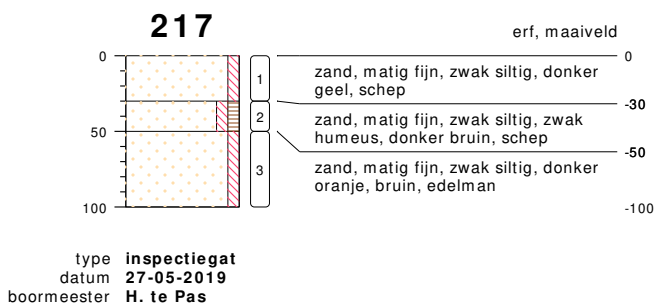 217
erf, maaiveld
0
0
1
zand, matig fijn, zwak siltig, donker
geel, schep
-30
2
zand, matig fijn, zwak siltig, zwak
humeus, donker bruin, schep
50
-50
3
zand, matig fijn, zwak siltig, donker
oranje, bruin, edelman
100
-100
type inspectiegat
datum 27-05-2019
boormeester H. te Pas